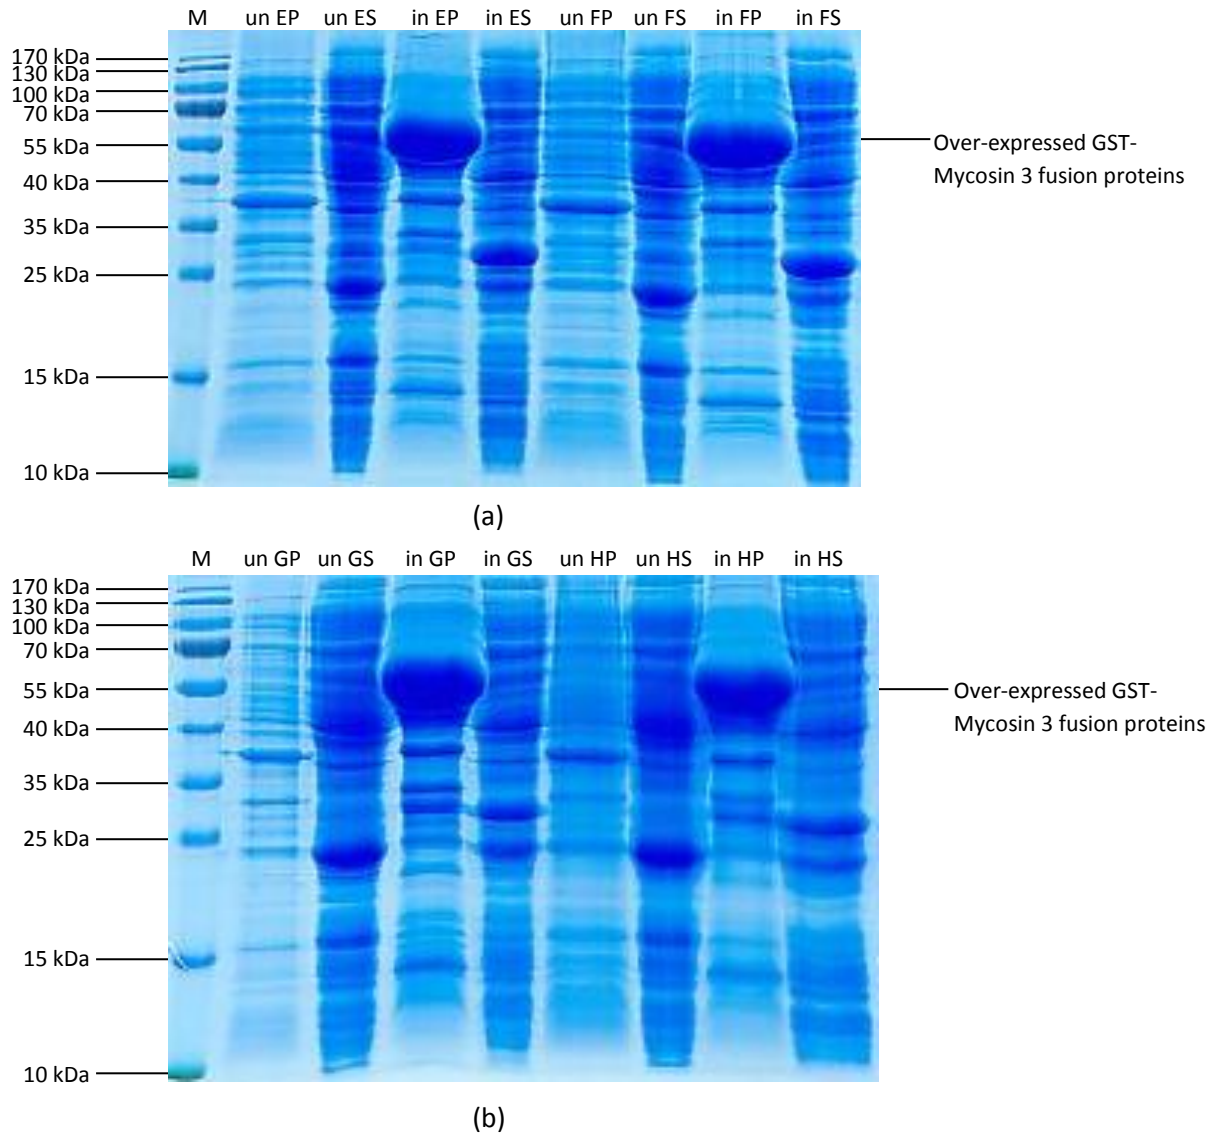 M un EP un ES in EP in ES un FP un FS in FP in FS
170 kDa
130 kDa
100 kDa
70 kDa
55 kDa
40 kDa
35 kDa
25 kDa
15 kDa
10 kDa
Over-expressed GST-
Mycosin 3 fusion proteins
(a)
M un GP un GS in GP in GS un HP un HS in HP in HS
170 kDa
130 kDa
100 kDa
70 kDa
55 kDa
40 kDa
35 kDa
25 kDa
15 kDa
10 kDa
Over-expressed GST-
Mycosin 3 fusion proteins
(b)